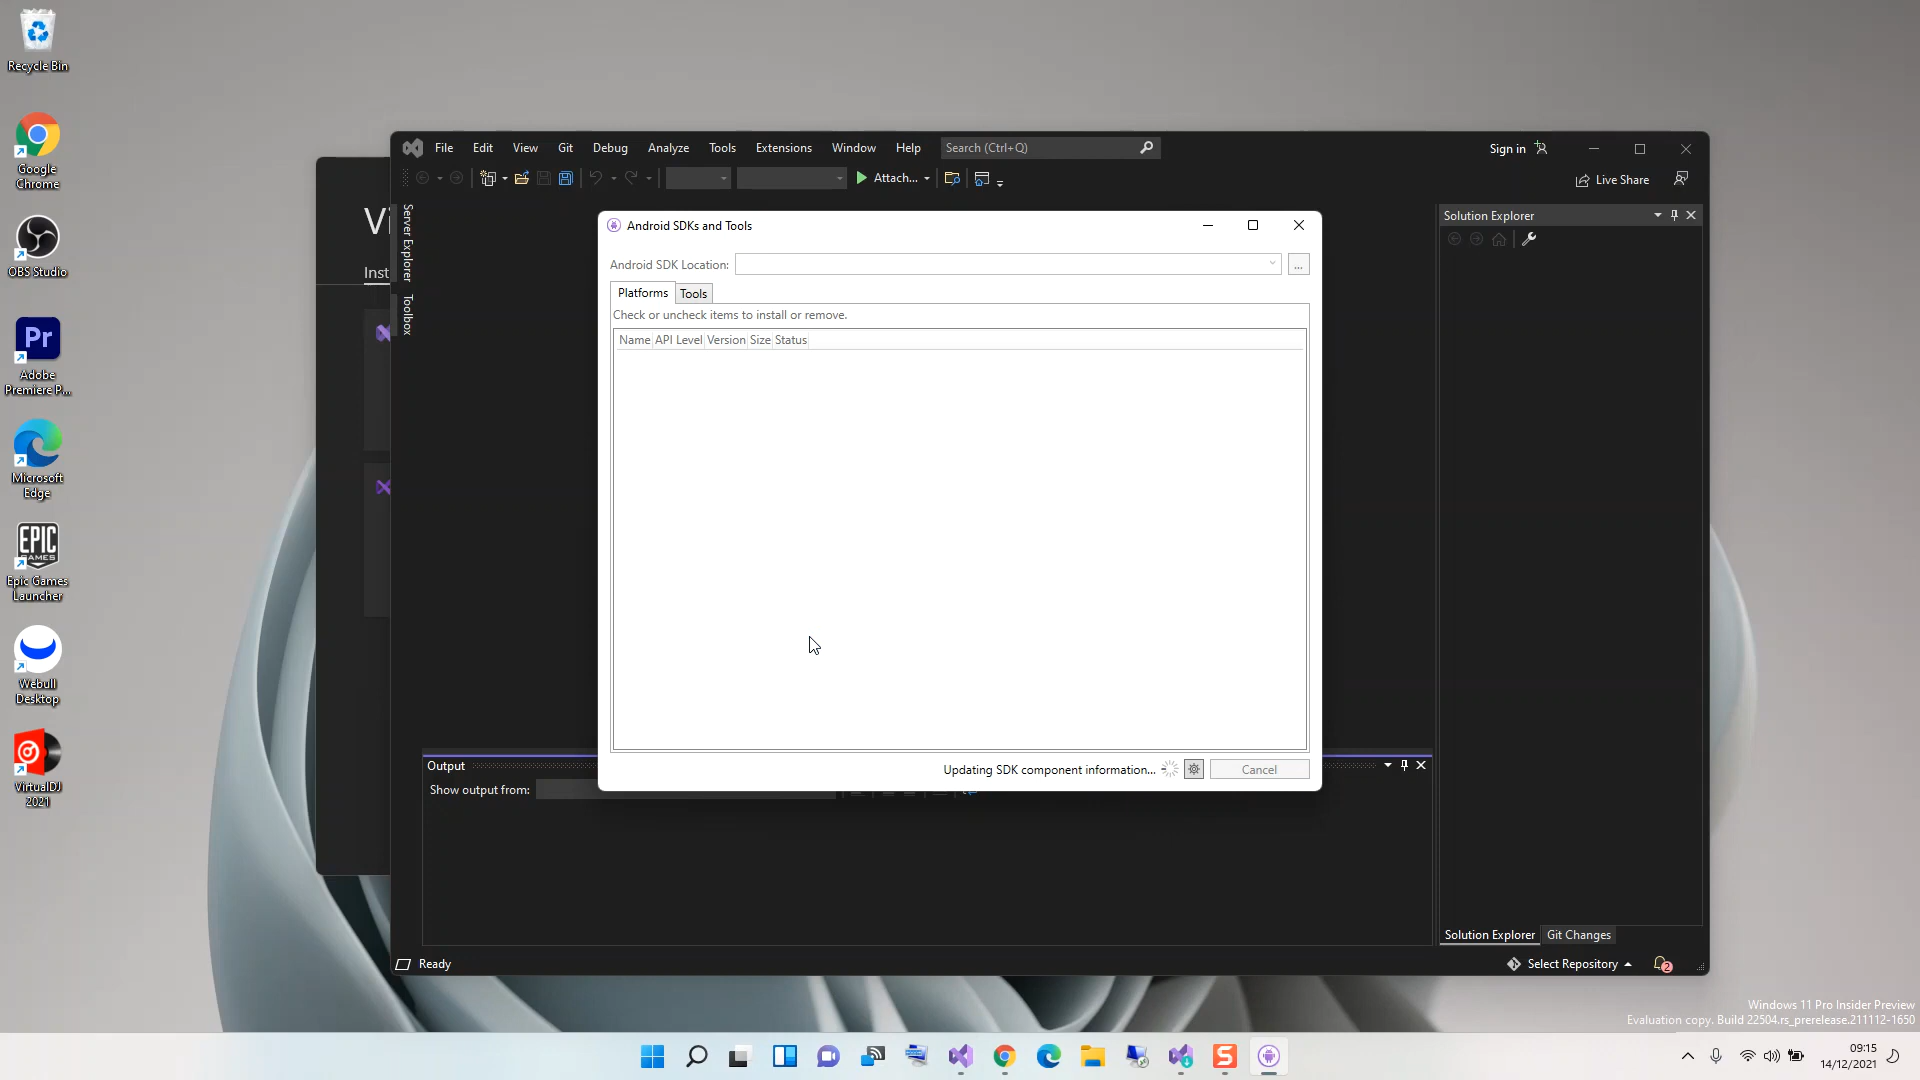 Recycle Bin
Google
Chrome
OBS Studio
Pr
Adobe
Premiere P...
Microsoft
Edge
EPIC
GAMES
Epic Games
Launcher
Webull
Desktop
VirtualDJ
2021
Vi
Inst
File Edit View Git Debug Analyze Tools Extensions Window Help Search (Ctrl+Q) Sign in
Attach... Live Share
Server Explorer
Toolbox
Android SDKs and Tools
Android SDK Location: ...
Platforms Tools
Check or uncheck items to install or remove.
Name API Level Version Size Status
Updating SDK component information... Cancel
Solution Explorer
Output
Show output from:
Solution Explorer Git Changes
Ready
Select Repository 2
Windows 11 Pro Insider Preview
Evaluation copy. Build 22504.rs_prerelease.211112-1650
S
09:15
14/12/2021